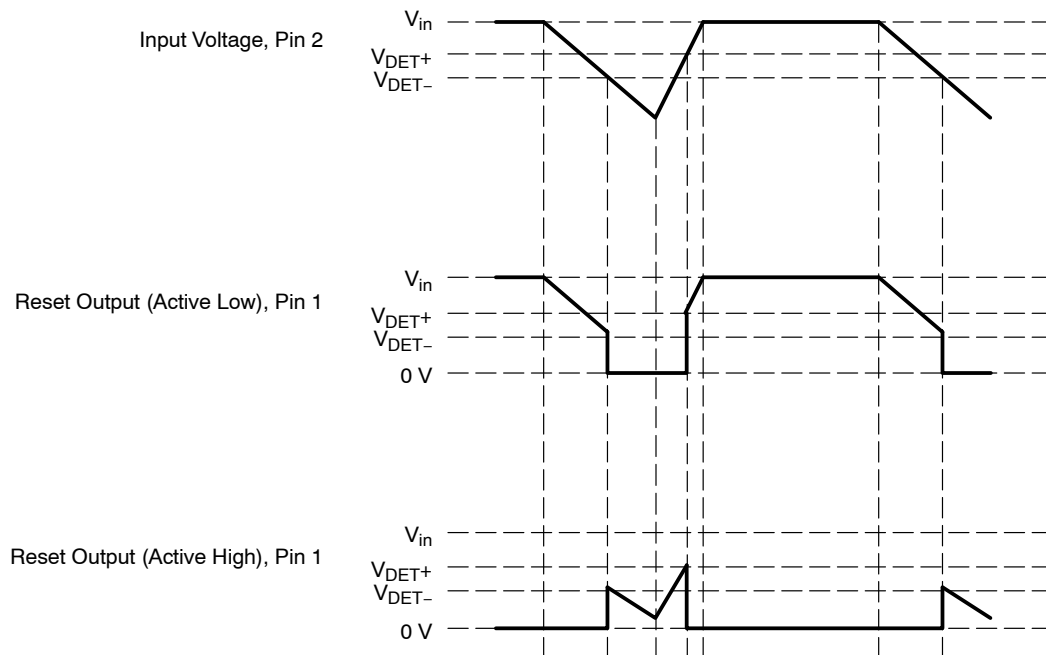 Input Voltage, Pin 2
V_in
V_DET+
V_DET−
Reset Output (Active Low), Pin 1
V_in
V_DET+
V_DET−
0 V
Reset Output (Active High), Pin 1
V_in
V_DET+
V_DET−
0 V